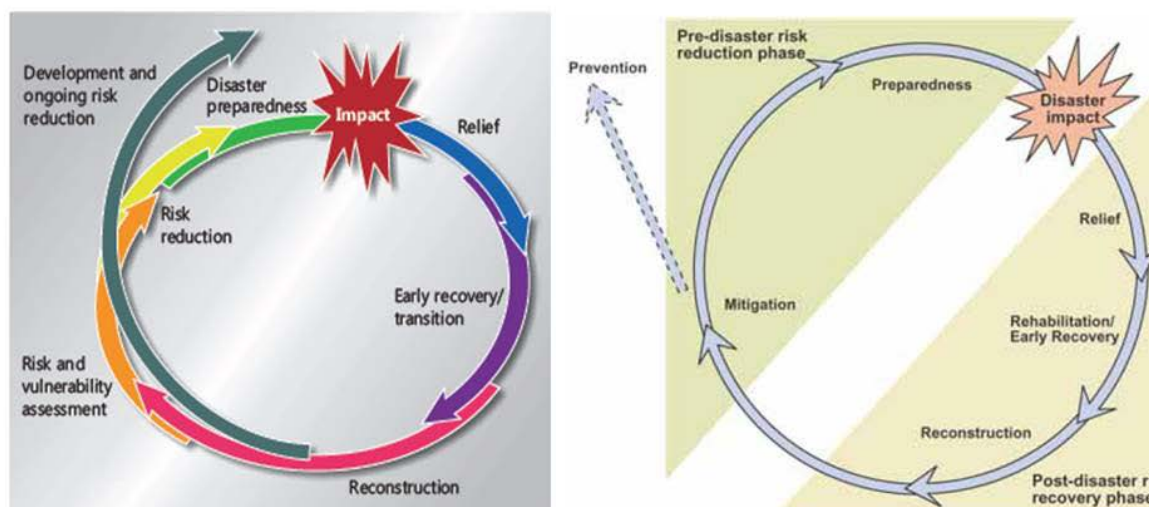 Development and
ongoing risk
reduction
Disaster
preparedness
Impact
Relief
Risk
reduction
Early recovery/
transition
Risk and
vulnerability
assessment
Reconstruction
Pre-disaster risk
reduction phase
Prevention
Preparedness
Disaster
impact
Relief
Mitigation
Rehabilitation/
Early Recovery
Reconstruction
Post-disaster
recovery phase